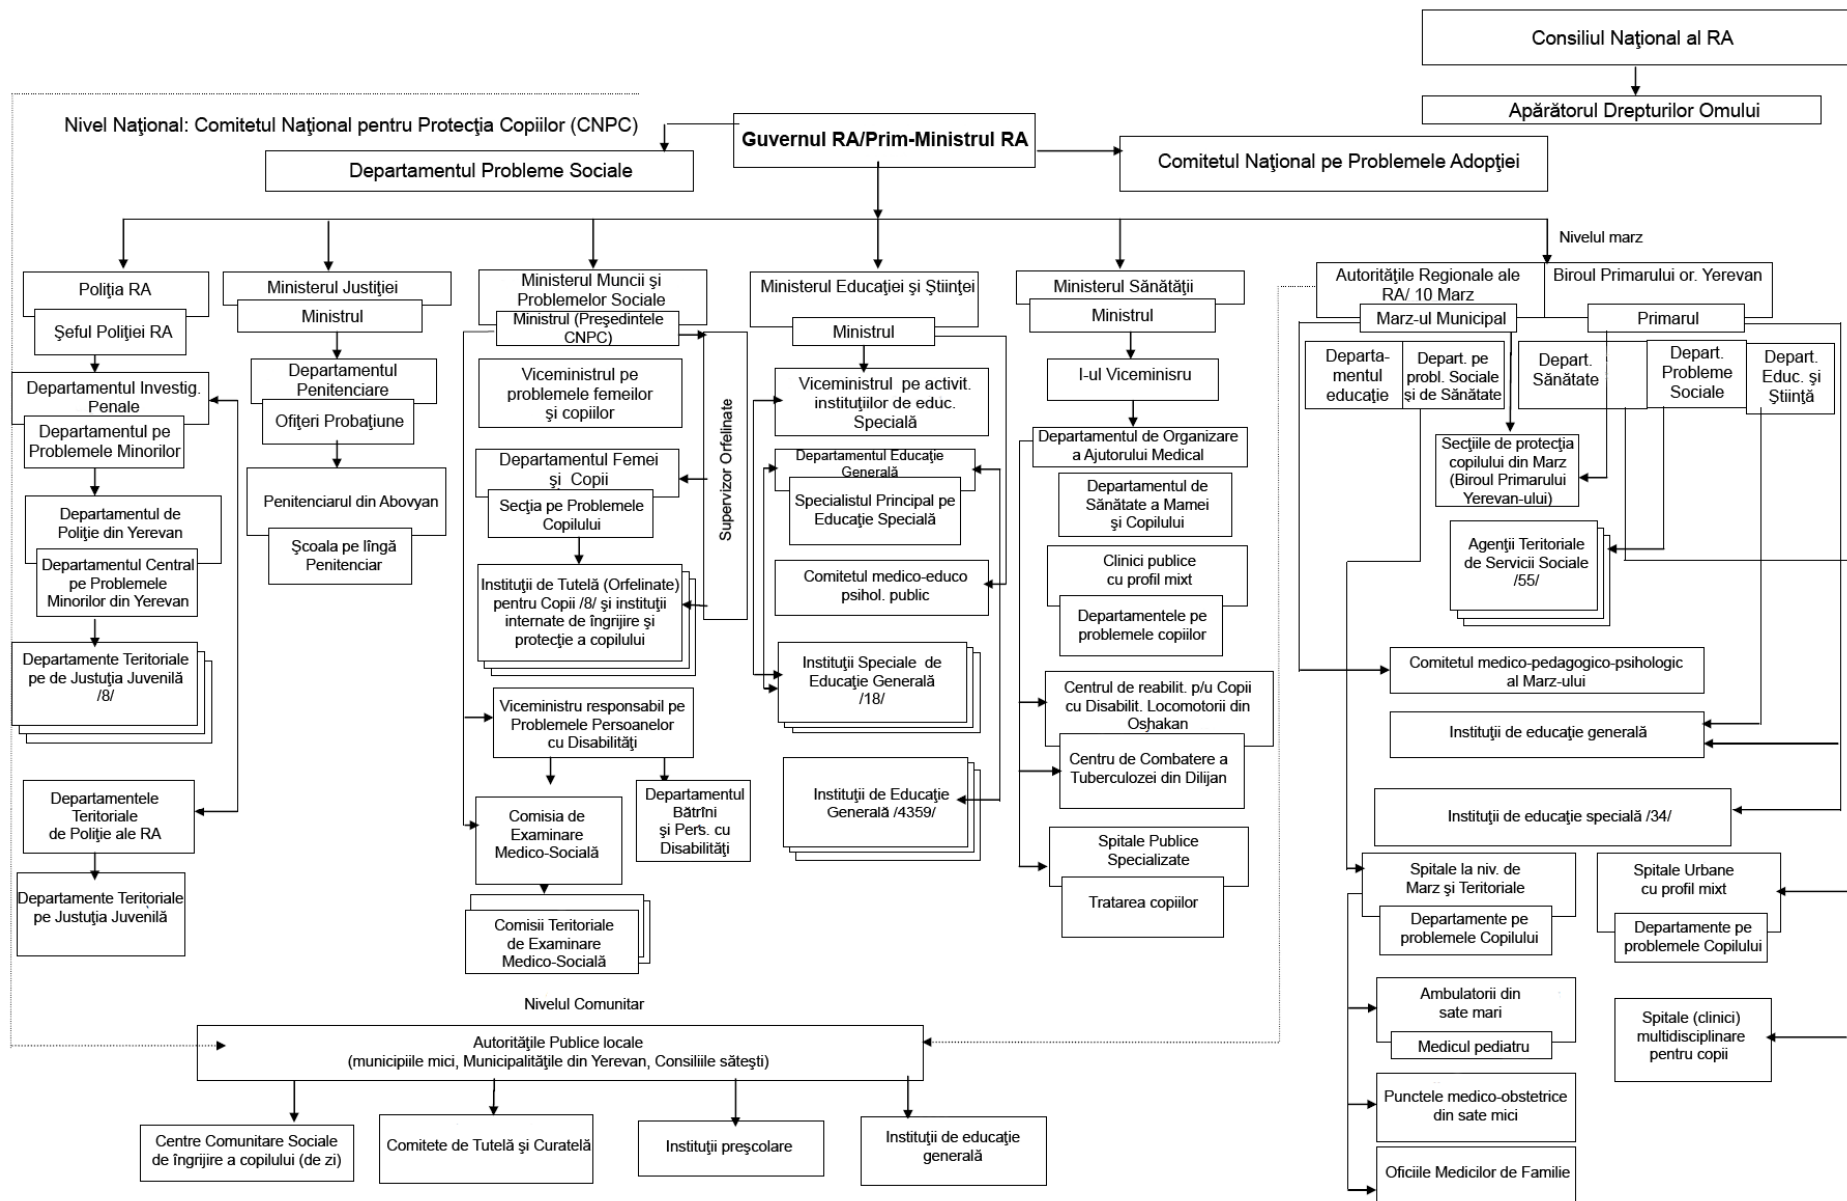 Consiliul Naţional al RA
Apărătorul Drepturilor Omului
Nivel Naţional: Comitetul Naţional pentru Protecţia Copiilor (CNPC)
Guvernul RA/Prim-Ministrul RA
Departamentul Probleme Sociale
Comitetul Naţional pe Problemele Adopţiei
Nivelul marz
Poliţia RA
Şeful Poliţiei RA
Departamentul Investig.
Penale
Departamentul pe
Problemele Minorilor
Departamentul de
Poliţie din Yerevan
Departamentul Central
pe Problemele
Minorilor din Yerevan
Departamente Teritoriale
pe de Justuţia Juvenilă
/8/
Departamentele
Teritoriale
de Poliţie ale RA
Departamente Teritoriale
pe Justuţia Juvenilă
Ministerul Justiţiei
Ministrul
Departamentul
Penitenciare
Ofiţeri Probaţiune
Penitenciarul din Abovyan
Şcoala pe lîngă
Penitenciar
Ministerul Muncii şi
Problemelor Sociale
Ministrul (Preşedintele
CNPC)
Viceministrul pe
problemele femeilor
şi copiilor
Departamentul Femei
şi Copii
Secţia pe Problemele
Copilului
Supervizor Orfelinate
Instituţii de Tutelă (Orfelinate)
pentru Copii /8/ şi instituţii
internate de îngrijire şi
protecţie a copilului
Viceministru responsabil pe
Problemele Persoanelor
cu Disabilităţi
Comisia de
Examinare
Medico-Socială
Departamentul
Bătrîni
şi Pers. cu
Disabilităţi
Comisii Teritoriale
de Examinare
Medico-Socială
Ministerul Educaţiei şi Ştiinţei
Ministrul
Viceministrul pe activit.
instituţiilor de educ.
Specială
Departamentul Educaţie
Generală
Specialistul Principal pe
Educaţie Specială
Comitetul medico-educo
psihol. public
Instituţii Speciale de
Educaţie Generală
/18/
Instituţii de Educaţie
Generală /4359/
Ministerul Sănătăţii
Ministrul
I-ul Viceminisru
Departamentul de Organizare
a Ajutorului Medical
Departamentul de
Sănătate a Mamei
şi Copilului
Clinici publice
cu profil mixt
Departamentele pe
problemele copiilor
Centrul de reabilit. p/u Copii
cu Disabilit. Locomotorii din
Oshakan
Centru de Combatere a
Tuberculozei din Dilijan
Spitale Publice
Specializate
Tratarea copiilor
Autorităţile Regionale ale
RA/ 10 Marz
Biroul Primarului or. Yerevan
Marz-ul Municipal
Primarul
Departa-
mentul
educaţie
Depart. pe
probl. Sociale
şi de Sănătate
Depart.
Sănătate
Depart.
Probleme
Sociale
Depart.
Educ. şi
Ştiinţă
Secţiile de protecţia
copilului din Marz
(Biroul Primarului
Yerevan-ului)
Agenţii Teritoriale
de Servicii Sociale
/55/
Comitetul medico-pedagogico-psihologic
al Marz-ului
Instituţii de educaţie generală
Instituţii de educaţie specială /34/
Spitale la niv. de
Marz şi Teritoriale
Departamente pe
problemele Copilului
Spitale Urbane
cu profil mixt
Departamente pe
problemele Copilului
Ambulatorii din
sate mari
Medicul pediatru
Spitale (clinici)
multidisciplinare
pentru copii
Punctele medico-obstetrice
din sate mici
Oficiile Medicilor de Familie
Nivelul Comunitar
Autorităţile Publice locale
(municipiile mici, Municipalităţile din Yerevan, Consiliile săteşti)
Centre Comunitare Sociale
de îngrijire a copilului (de zi)
Comitete de Tutelă şi Curatelă
Instituţii preşcolare
Instituţii de educaţie
generală